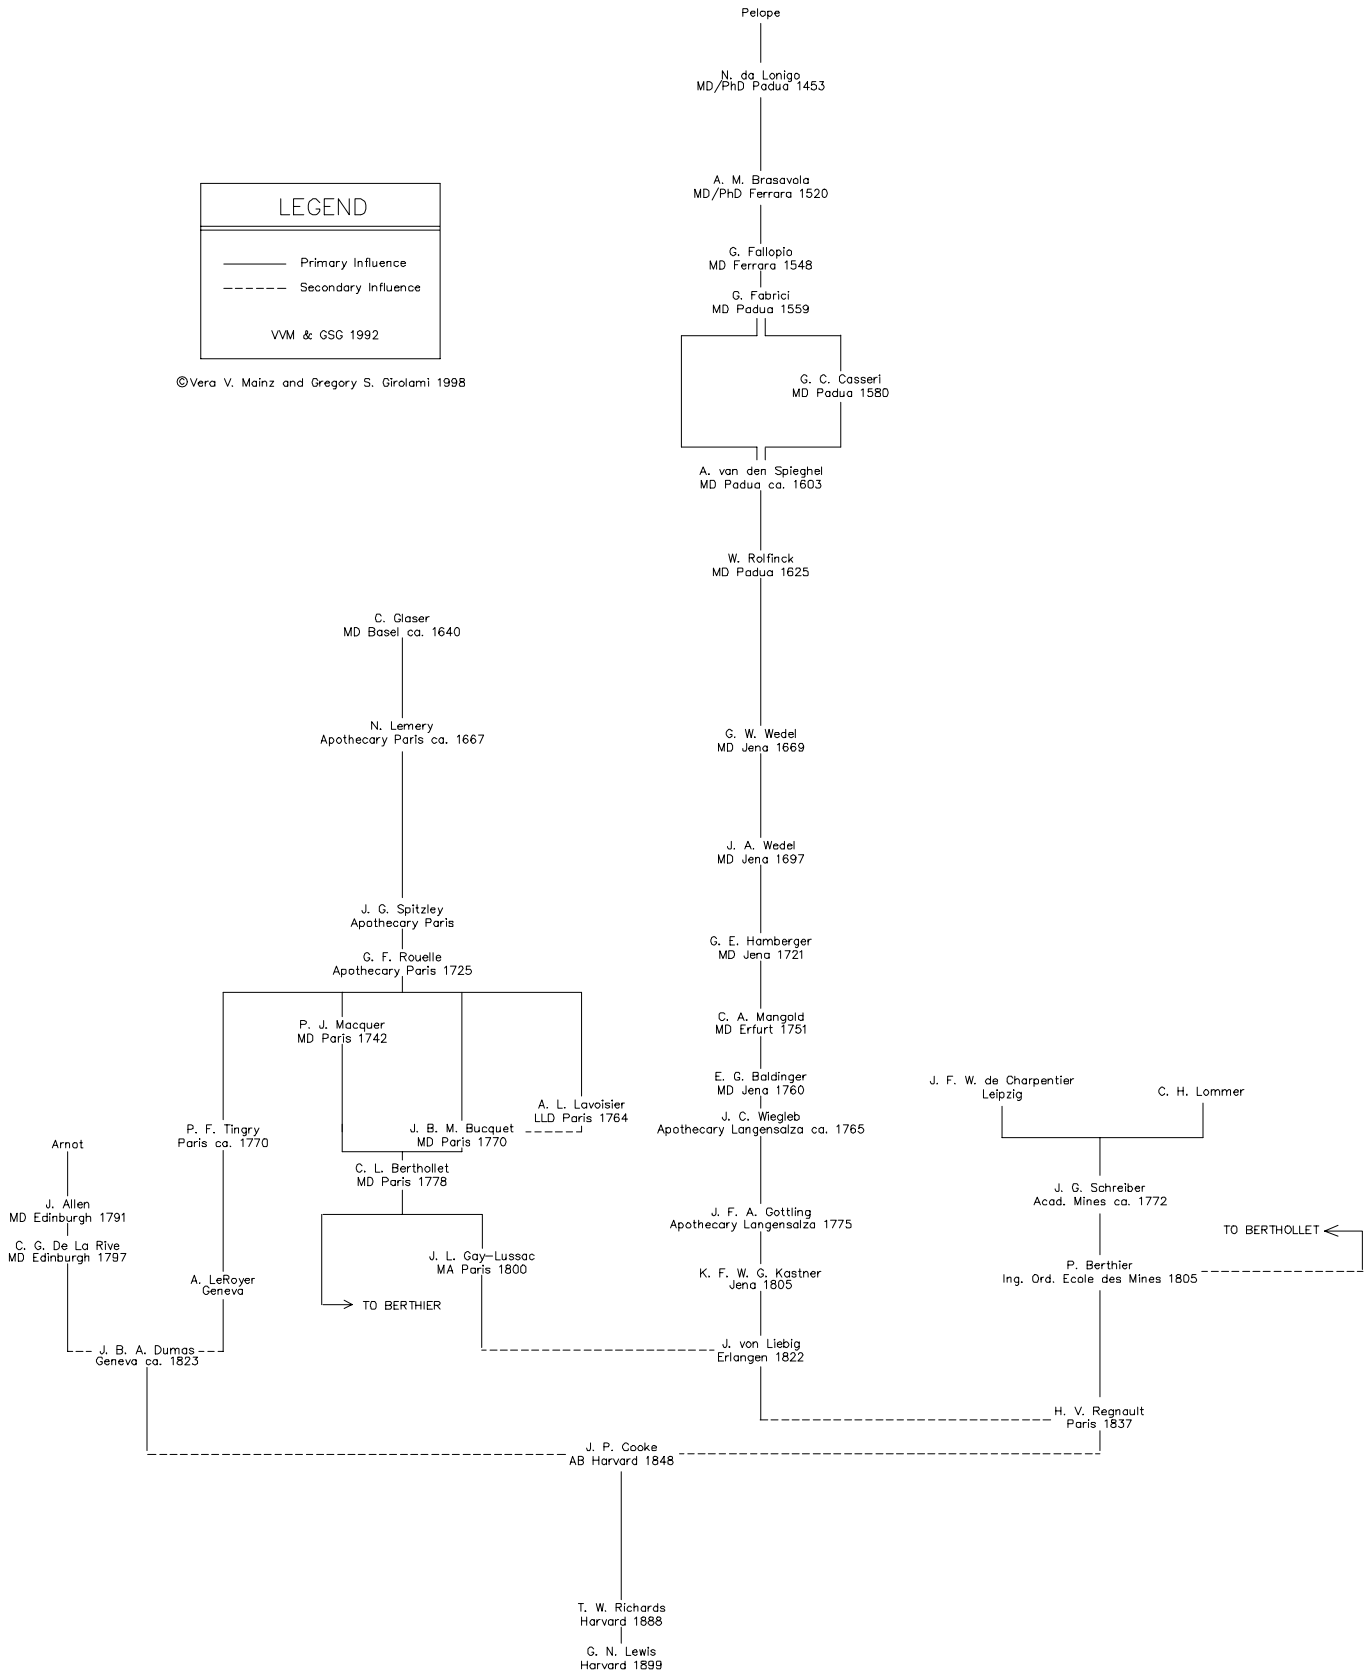 Pelope
N. da Lonigo
MD/PhD Padua 1453
A. M. Brasavola
MD/PhD Ferrara 1520
LEGEND
Primary Influence
Secondary Influence
VVM & GSG 1992
©Vera V. Mainz and Gregory S. Girolami 1998
G. Fallopio
MD Ferrara 1548
G. Fabrici
MD Padua 1559
G. C. Casseri
MD Padua 1580
A. van den Spieghel
MD Padua ca. 1603
W. Rolfinck
MD Padua 1625
C. Glaser
MD Basel ca. 1640
N. Lemery
Apothecary Paris ca. 1667
G. W. Wedel
MD Jena 1669
J. A. Wedel
MD Jena 1697
J. G. Spitzley
Apothecary Paris
G. F. Rouelle
Apothecary Paris 1725
G. E. Hamberger
MD Jena 1721
P. J. Macquer
MD Paris 1742
C. A. Mangold
MD Erfurt 1751
E. G. Baldinger
MD Jena 1760
J. F. W. de Charpentier
Leipzig
C. H. Lommer
A. L. Lavoisier
LLD Paris 1764
J. C. Wiegleb
Apothecary Langensalza ca. 1765
P. F. Tingry
Paris ca. 1770
J. B. M. Bucquet
MD Paris 1770
Arnot
C. L. Berthollet
MD Paris 1778
J. G. Schreiber
Acad. Mines ca. 1772
J. Allen
MD Edinburgh 1791
J. F. A. Gottling
Apothecary Langensalza 1775
TO BERTHOLLET
C. G. De La Rive
MD Edinburgh 1797
J. L. Gay-Lussac
MA Paris 1800
K. F. W. G. Kastner
Jena 1805
P. Berthier
Ing. Ord. Ecole des Mines 1805
A. LeRoyer
Geneva
TO BERTHIER
J. B. A. Dumas
Geneva ca. 1823
J. von Liebig
Erlangen 1822
H. V. Regnault
Paris 1837
J. P. Cooke
AB Harvard 1848
T. W. Richards
Harvard 1888
G. N. Lewis
Harvard 1899